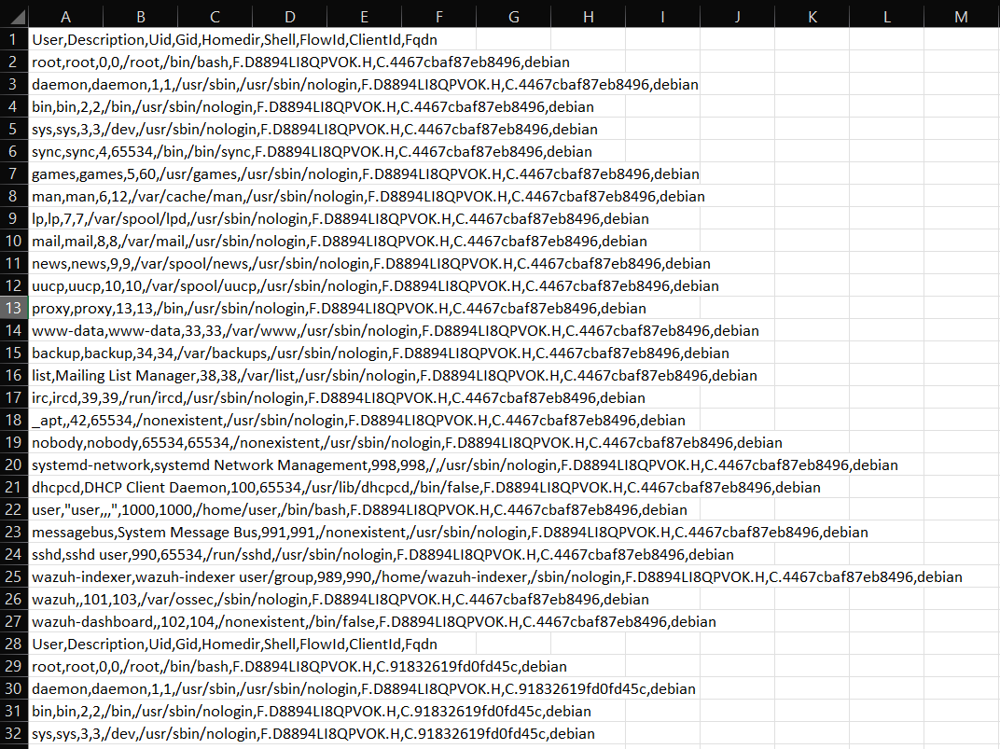 A B C D E F G H I J K L M
1 User,Description,Uid,Gid,Homedir,Shell,FlowId,ClientId,Fqdn
2 root,root,0,0,/root,/bin/bash,F.D8894LI8QPVOK.H,C.4467cbaf87eb8496,debian
3 daemon,daemon,1,1,/usr/sbin,/usr/sbin/nologin,F.D8894LI8QPVOK.H,C.4467cbaf87eb8496,debian
4 bin,bin,2,2,/bin,/usr/sbin/nologin,F.D8894LI8QPVOK.H,C.4467cbaf87eb8496,debian
5 sys,sys,3,3,/dev,/usr/sbin/nologin,F.D8894LI8QPVOK.H,C.4467cbaf87eb8496,debian
6 sync,sync,4,65534,/bin,/bin/sync,F.D8894LI8QPVOK.H,C.4467cbaf87eb8496,debian
7 games,games,5,60,/usr/games,/usr/sbin/nologin,F.D8894LI8QPVOK.H,C.4467cbaf87eb8496,debian
8 man,man,6,12,/var/cache/man,/usr/sbin/nologin,F.D8894LI8QPVOK.H,C.4467cbaf87eb8496,debian
9 lp,lp,7,7,/var/spool/lpd,/usr/sbin/nologin,F.D8894LI8QPVOK.H,C.4467cbaf87eb8496,debian
10 mail,mail,8,8,/var/mail,/usr/sbin/nologin,F.D8894LI8QPVOK.H,C.4467cbaf87eb8496,debian
11 news,news,9,9,/var/spool/news,/usr/sbin/nologin,F.D8894LI8QPVOK.H,C.4467cbaf87eb8496,debian
12 uucp,uucp,10,10,/var/spool/uucp,/usr/sbin/nologin,F.D8894LI8QPVOK.H,C.4467cbaf87eb8496,debian
13 proxy,proxy,13,13,/bin,/usr/sbin/nologin,F.D8894LI8QPVOK.H,C.4467cbaf87eb8496,debian
14 www-data,www-data,33,33,/var/www,/usr/sbin/nologin,F.D8894LI8QPVOK.H,C.4467cbaf87eb8496,debian
15 backup,backup,34,34,/var/backups,/usr/sbin/nologin,F.D8894LI8QPVOK.H,C.4467cbaf87eb8496,debian
16 list,Mailing List Manager,38,38,/var/list,/usr/sbin/nologin,F.D8894LI8QPVOK.H,C.4467cbaf87eb8496,debian
17 irc,ircd,39,39,/run/ircd,/usr/sbin/nologin,F.D8894LI8QPVOK.H,C.4467cbaf87eb8496,debian
18 _apt,,42,65534,/nonexistent,/usr/sbin/nologin,F.D8894LI8QPVOK.H,C.4467cbaf87eb8496,debian
19 nobody,nobody,65534,65534,/nonexistent,/usr/sbin/nologin,F.D8894LI8QPVOK.H,C.4467cbaf87eb8496,debian
20 systemd-network,systemd Network Management,998,998,/,/usr/sbin/nologin,F.D8894LI8QPVOK.H,C.4467cbaf87eb8496,debian
21 dhcpcd,DHCP Client Daemon,100,65534,/usr/lib/dhcpcd,/bin/false,F.D8894LI8QPVOK.H,C.4467cbaf87eb8496,debian
22 user,"user,,,",1000,1000,/home/user,/bin/bash,F.D8894LI8QPVOK.H,C.4467cbaf87eb8496,debian
23 messagebus,System Message Bus,991,991,/nonexistent,/usr/sbin/nologin,F.D8894LI8QPVOK.H,C.4467cbaf87eb8496,debian
24 sshd,sshd user,990,65534,/run/sshd,/usr/sbin/nologin,F.D8894LI8QPVOK.H,C.4467cbaf87eb8496,debian
25 wazuh-indexer,wazuh-indexer user/group,989,990,/home/wazuh-indexer,/sbin/nologin,F.D8894LI8QPVOK.H,C.4467cbaf87eb8496,debian
26 wazuh,,101,103,/var/ossec,/sbin/nologin,F.D8894LI8QPVOK.H,C.4467cbaf87eb8496,debian
27 wazuh-dashboard,,102,104,/nonexistent,/bin/false,F.D8894LI8QPVOK.H,C.4467cbaf87eb8496,debian
28 User,Description,Uid,Gid,Homedir,Shell,FlowId,ClientId,Fqdn
29 root,root,0,0,/root,/bin/bash,F.D8894LI8QPVOK.H,C.91832619fd0fd45c,debian
30 daemon,daemon,1,1,/usr/sbin,/usr/sbin/nologin,F.D8894LI8QPVOK.H,C.91832619fd0fd45c,debian
31 bin,bin,2,2,/bin,/usr/sbin/nologin,F.D8894LI8QPVOK.H,C.91832619fd0fd45c,debian
32 sys,sys,3,3,/dev,/usr/sbin/nologin,F.D8894LI8QPVOK.H,C.91832619fd0fd45c,debian